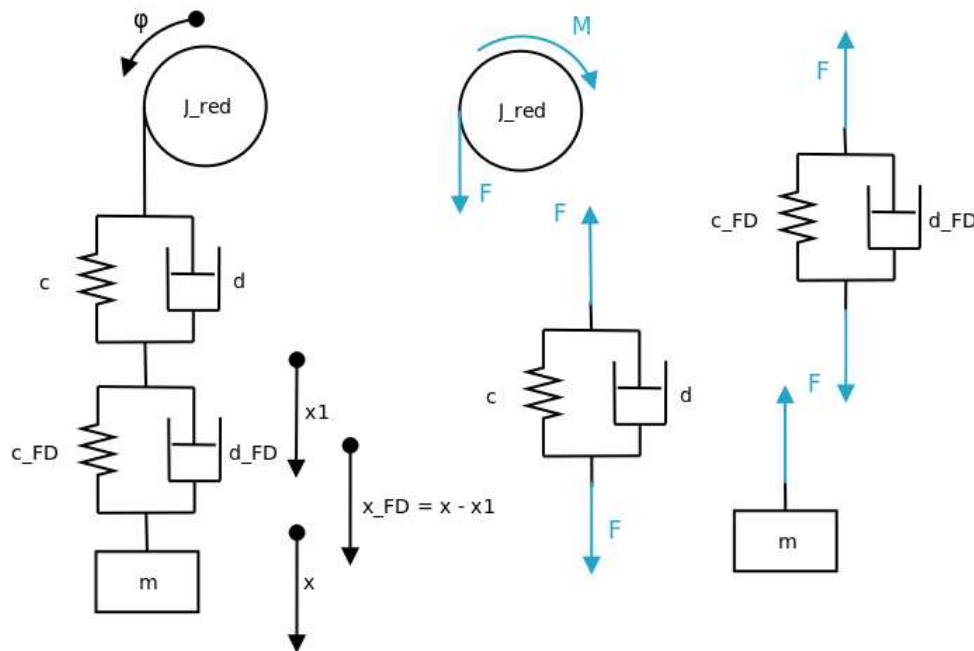 φ
J_red
c
d
c_FD
d_FD
x1
x_FD = x - x1
m
x
M
J_red
F
F
c
d
F
F
c_FD
d_FD
F
m